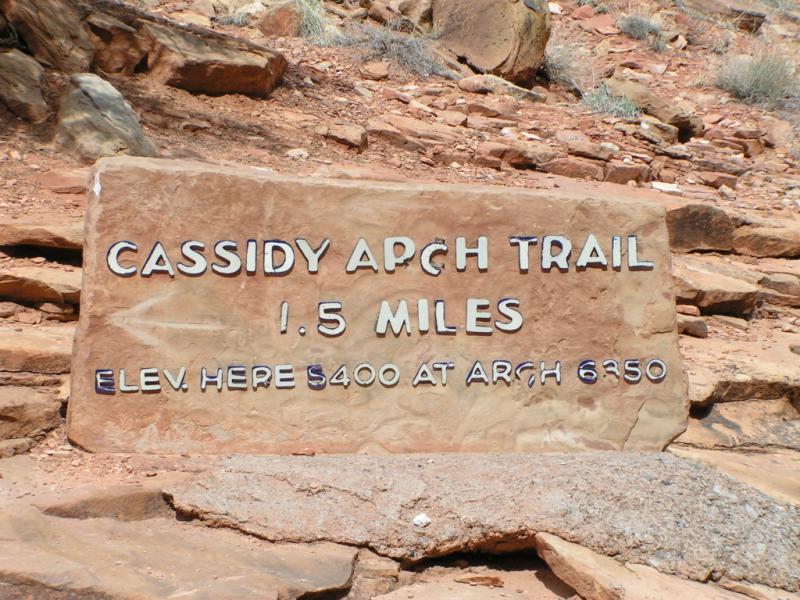 CASSIDY ARCH TRAIL
1.5 MILES
ELEV. HERE 5400 AT ARCH 6350